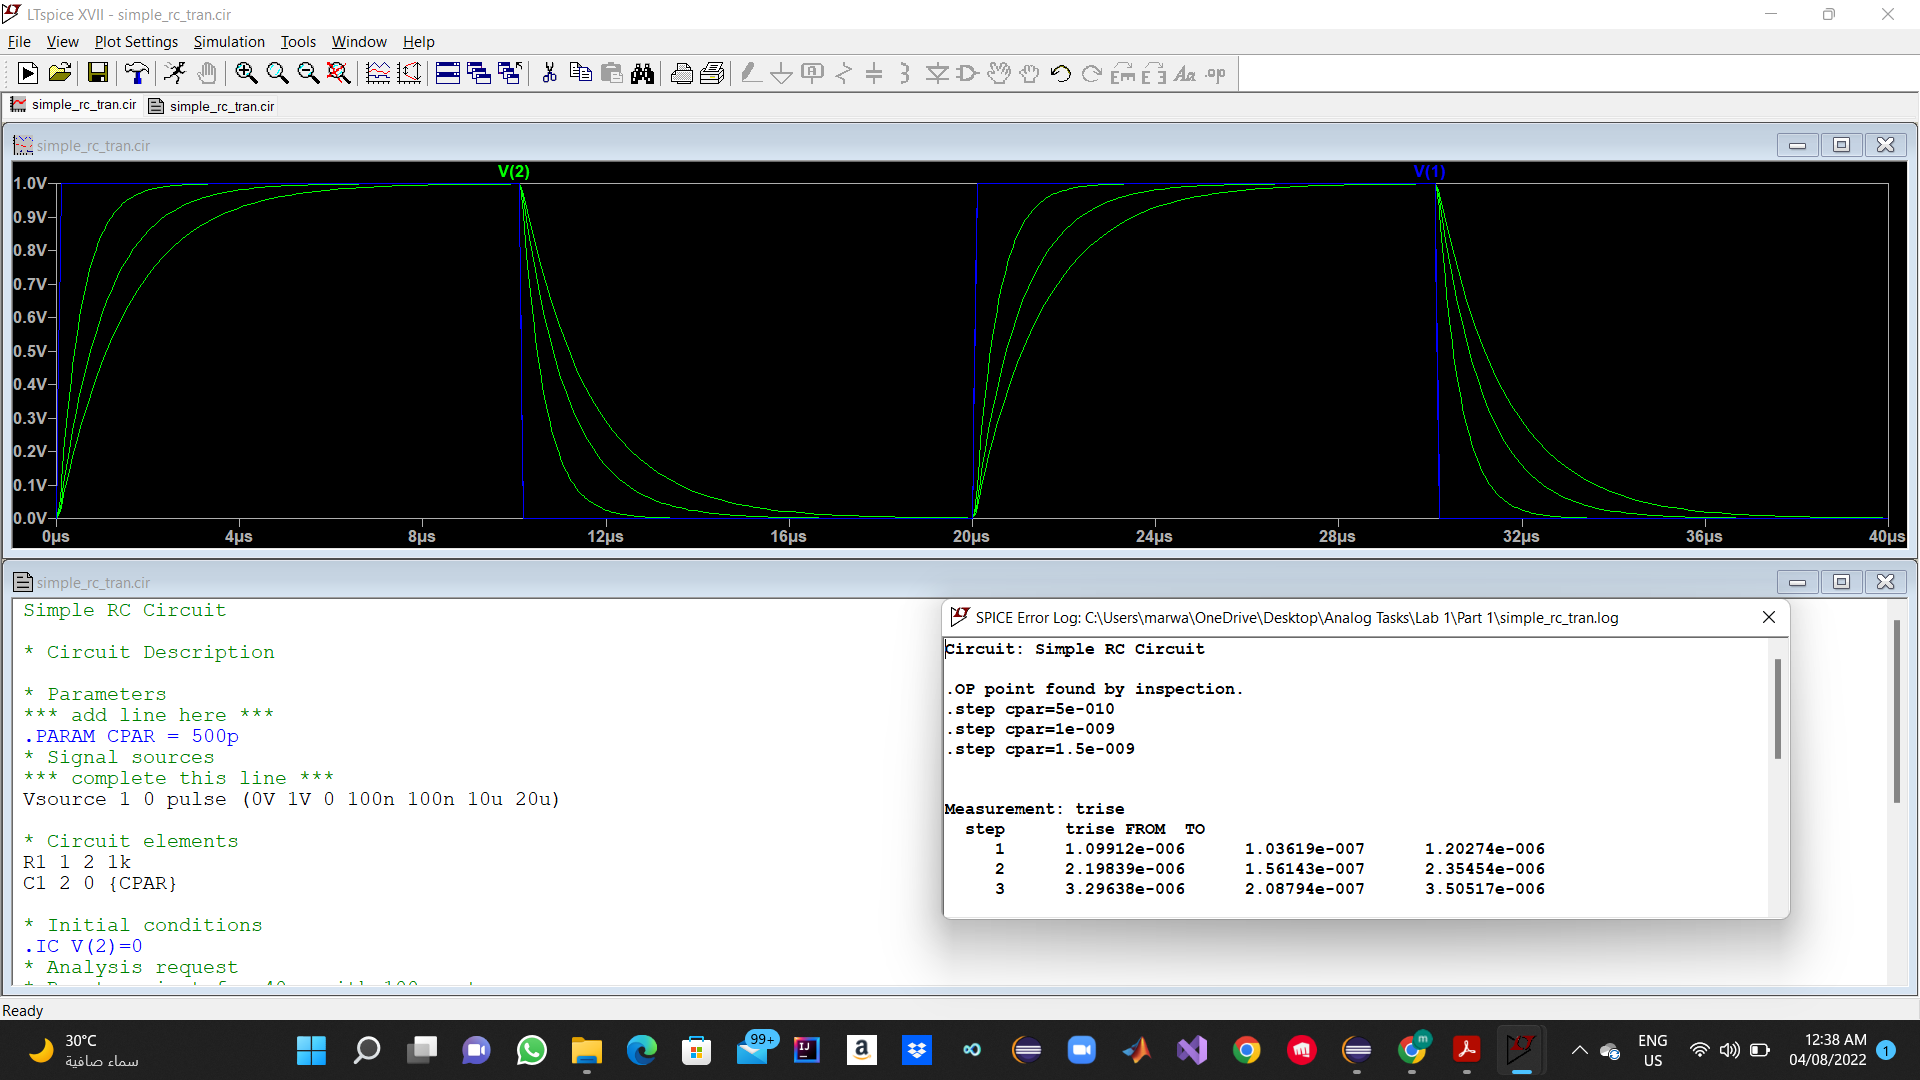 LTspice XVII - simple_rc_tran.cir
File View Plot Settings Simulation Tools Window Help
simple_rc_tran.cir simple_rc_tran.cir
simple_rc_tran.cir
V(2) V(1)
1.0V
0.9V
0.8V
0.7V
0.6V
0.5V
0.4V
0.3V
0.2V
0.1V
0.0V
0µs 4µs 8µs 12µs 16µs 20µs 24µs 28µs 32µs 36µs 40µs
simple_rc_tran.cir
Simple RC Circuit
* Circuit Description
* Parameters
*** add line here ***
.PARAM CPAR = 500p
* Signal sources
*** complete this line ***
Vsource 1 0 pulse (0V 1V 0 100n 100n 10u 20u)
* Circuit elements
R1 1 2 1k
C1 2 0 {CPAR}
* Initial conditions
.IC V(2)=0
* Analysis request
SPICE Error Log: C:\Users\marwa\OneDrive\Desktop\Analog Tasks\Lab 1\Part 1\simple_rc_tran.log
Circuit: Simple RC Circuit
.OP point found by inspection.
.step cpar=5e-010
.step cpar=1e-009
.step cpar=1.5e-009
Measurement: trise
step trise FROM TO
1 1.09912e-006 1.03619e-007 1.20274e-006
2 2.19839e-006 1.56143e-007 2.35454e-006
3 3.29638e-006 2.08794e-007 3.50517e-006
Ready
30°C
سماء صافية
99+
IJ
a
m
ENG
US
12:38 AM
04/08/2022
1